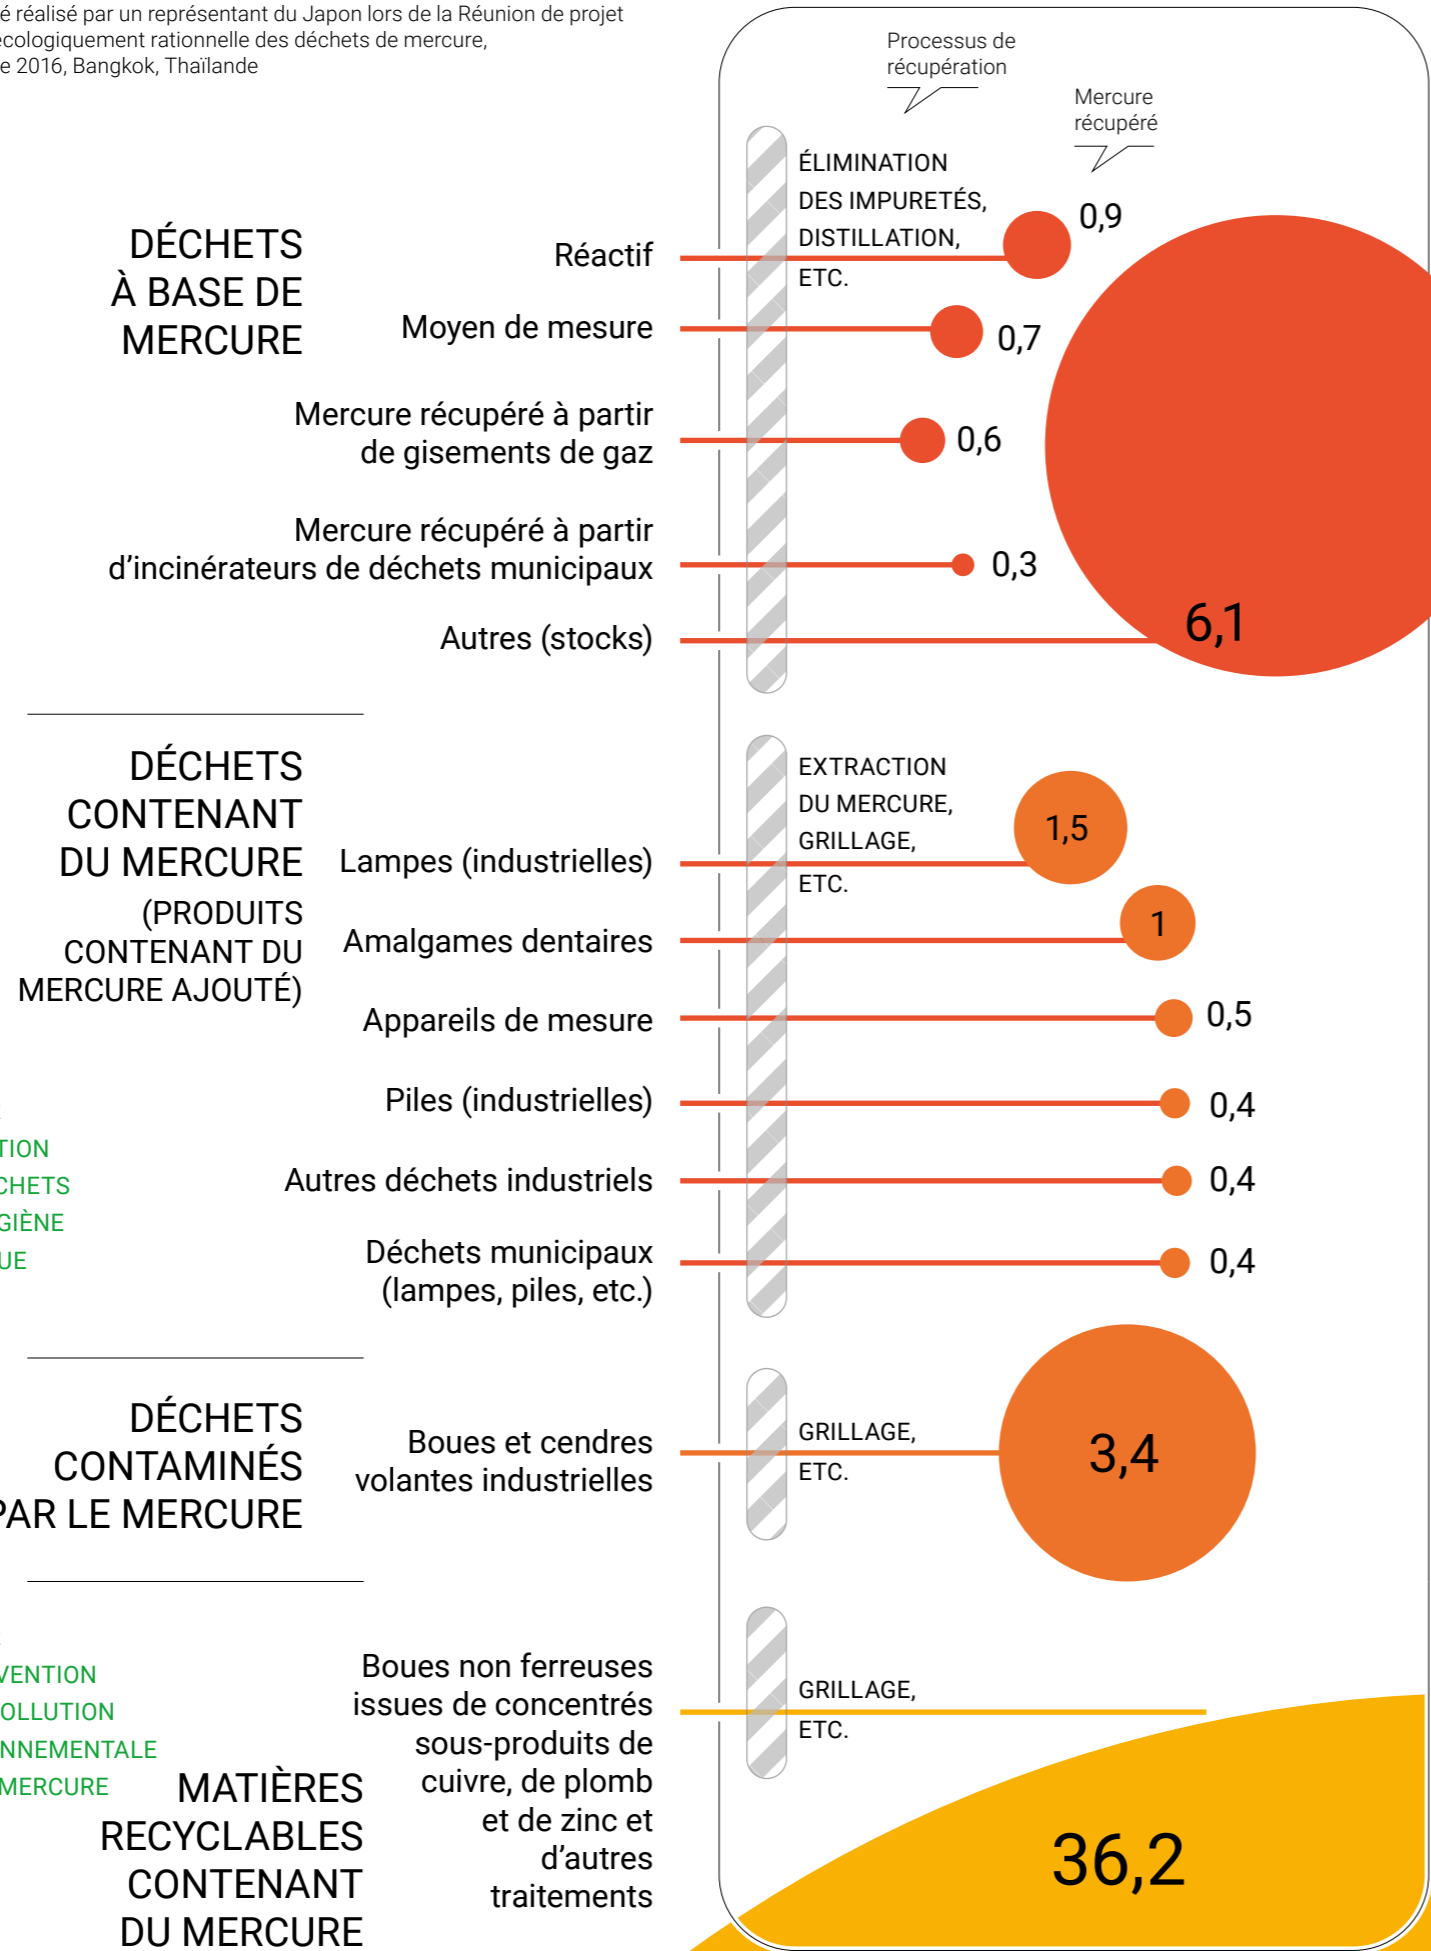 é réalisé par un représentant du Japon lors de la Réunion de projet
écologiquement rationnelle des déchets de mercure,
e 2016, Bangkok, Thaïlande
Processus de
récupération
Mercure
récupéré
DÉCHETS
À BASE DE
MERCURE
ÉLIMINATION
DES IMPURETÉS,
DISTILLATION,
ETC.
Réactif
0,9
Moyen de mesure
0,7
Mercure récupéré à partir
de gisements de gaz
0,6
Mercure récupéré à partir
d'incinérateurs de déchets municipaux
0,3
Autres (stocks)
6,1
DÉCHETS
CONTENANT
DU MERCURE
(PRODUITS
CONTENANT DU
MERCURE AJOUTÉ)
EXTRACTION
DU MERCURE,
GRILLAGE,
ETC.
Lampes (industrielles)
1,5
Amalgames dentaires
1
Appareils de mesure
0,5
Piles (industrielles)
0,4
Autres déchets industriels
0,4
Déchets municipaux
(lampes, piles, etc.)
0,4
TION
CHETS
GIÈNE
UE
DÉCHETS
CONTAMINÉS
PAR LE MERCURE
Boues et cendres
volantes industrielles
GRILLAGE,
ETC.
3,4
VENTION
OLLUTION
NNEMENTALE
MERCURE
MATIÈRES
RECYCLABLES
CONTENANT
DU MERCURE
Boues non ferreuses
issues de concentrés
sous-produits de
cuivre, de plomb
et de zinc et
d'autres
traitements
GRILLAGE,
ETC.
36,2